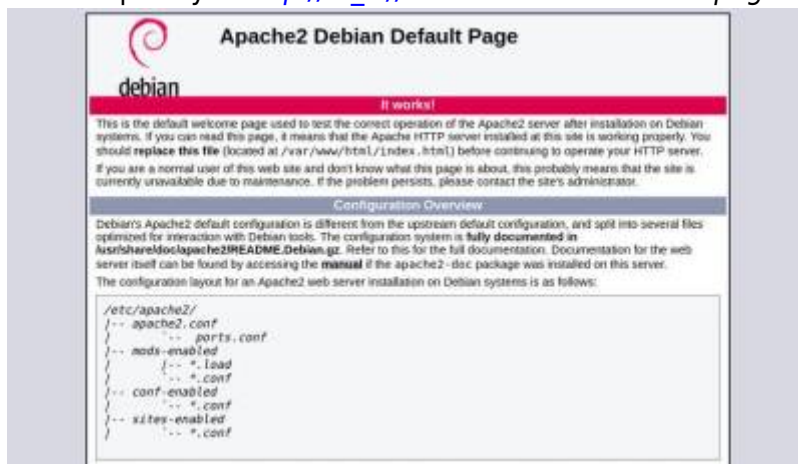 Apache2 Debian Default Page
debian
It works!
This is the default welcome page used to test the correct operation of the Apache2 server after installation on Debian
systems. If you can read this page, it means that the Apache HTTP server installed at this site is working properly. You
should replace this file (located at /var/www/html/index.html) before continuing to operate your HTTP server.
If you are a normal user of this web site and don't know what this page is about, this probably means that the site is
currently unavailable due to maintenance. If the problem persists, please contact the site's administrator.
Configuration Overview
Debian's Apache2 default configuration is different from the upstream default configuration, and split into several files
optimized for interaction with Debian tools. The configuration system is fully documented in
/usr/share/doc/apache2/README.Debian.gz. Refer to this for the full documentation. Documentation for the web
server itself can be found by accessing the manual if the apache2-doc package was installed on this server.
The configuration layout for an Apache2 web server installation on Debian systems is as follows:
/etc/apache2/
|-- apache2.conf
|       `--  ports.conf
|-- mods-enabled
|       |-- *.load
|       `-- *.conf
|-- conf-enabled
|       `-- *.conf
|-- sites-enabled
|       `-- *.conf